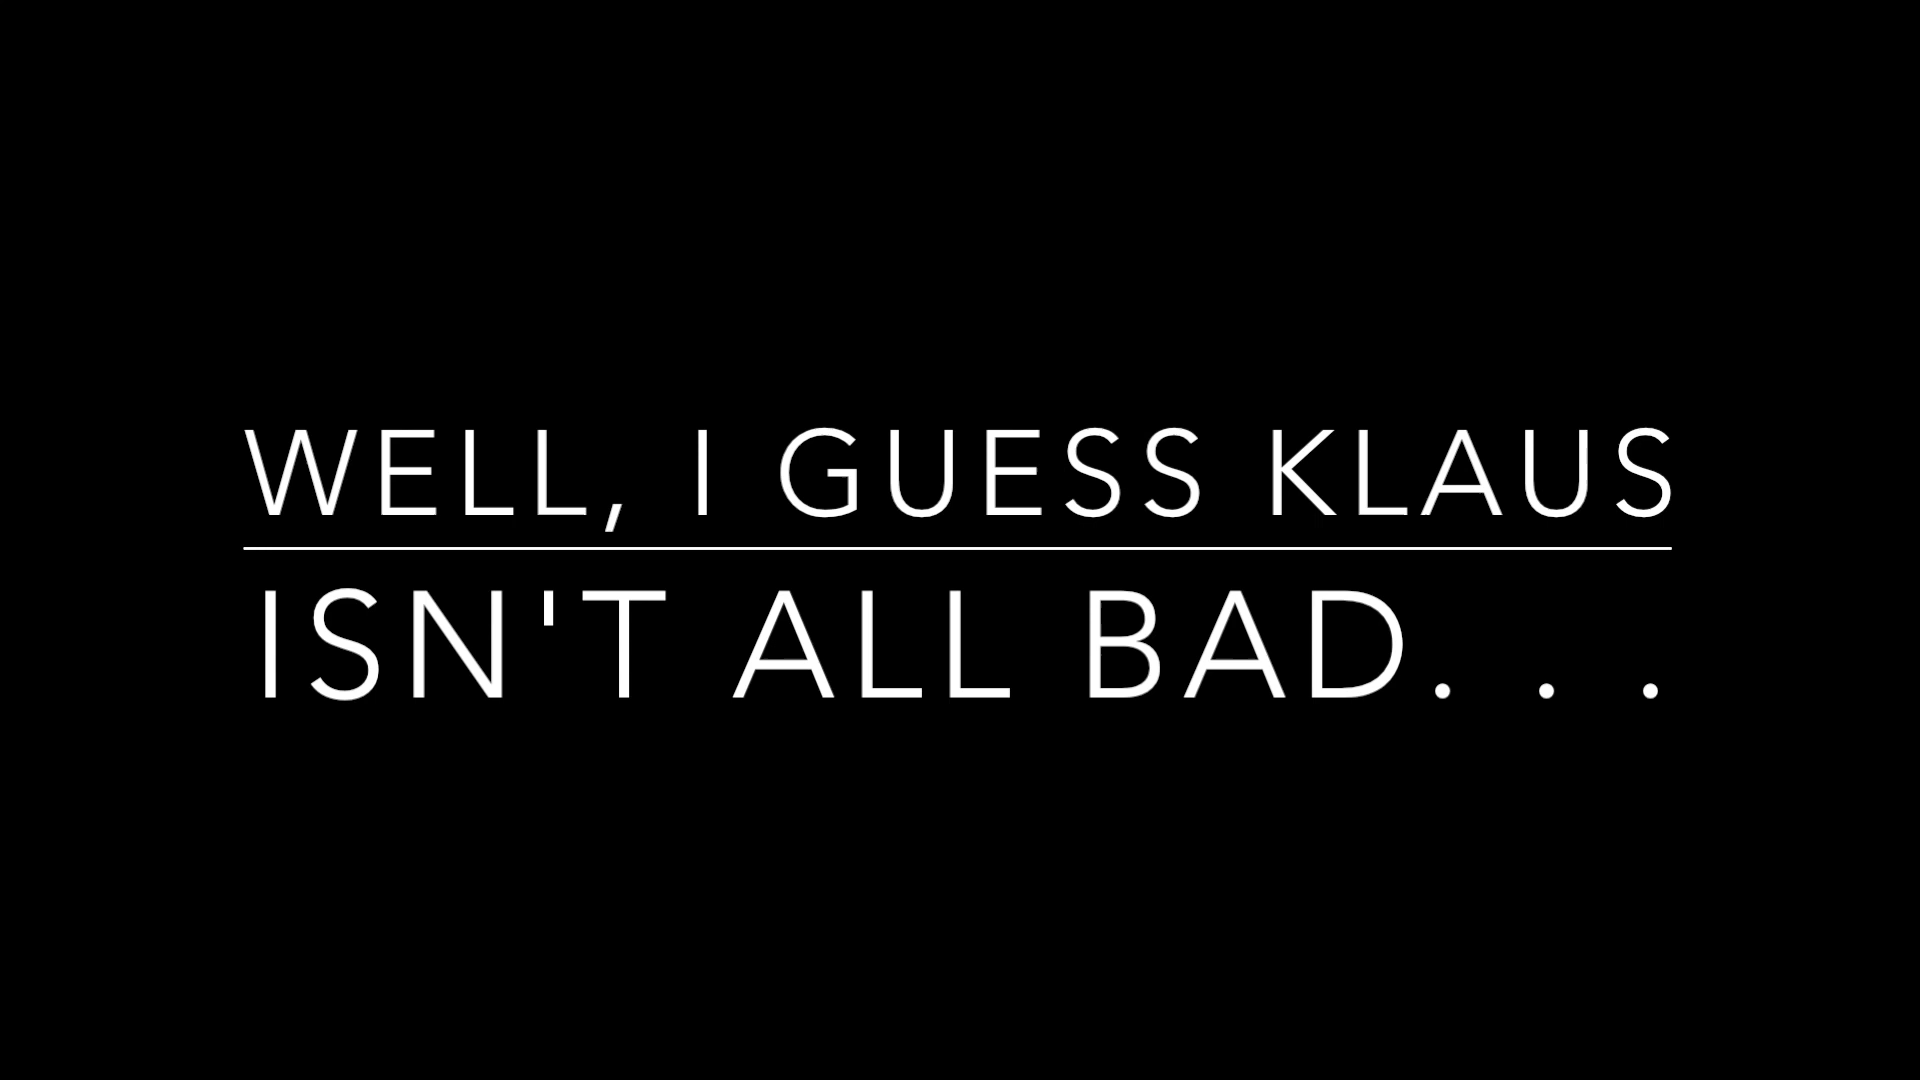 WELL, I GUESS KLAUS
ISN'T ALL BAD. . .